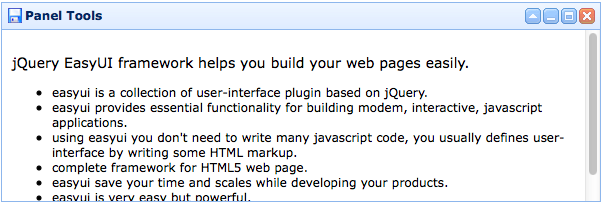 Panel Tools
jQuery EasyUI framework helps you build your web pages easily.
easyui is a collection of user-interface plugin based on jQuery.
easyui provides essential functionality for building modem, interactive, javascript
applications.
using easyui you don't need to write many javascript code, you usually defines user-
interface by writing some HTML markup.
complete framework for HTML5 web page.
easyui save your time and scales while developing your products.
easyui is very easy but powerful.